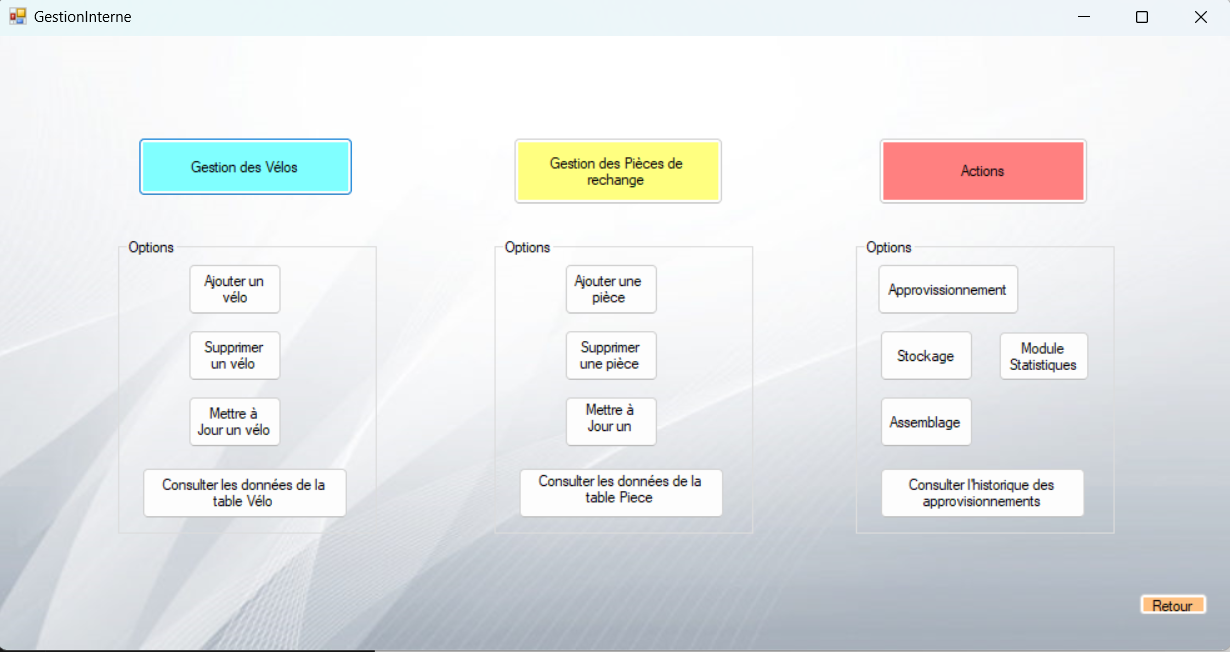 GestionInterne
Gestion des Vélos
Gestion des Pièces de
rechange
Actions
Options
Ajouter un
vélo
Supprimer
un vélo
Mettre à
Jour un vélo
Consulter les données de la
table Vélo
Options
Ajouter une
pièce
Supprimer
une pièce
Mettre à
Jour un
Consulter les données de la
table Piece
Options
Approvissionnement
Stockage
Module
Statistiques
Assemblage
Consulter l'historique des
approvisionnements
Retour